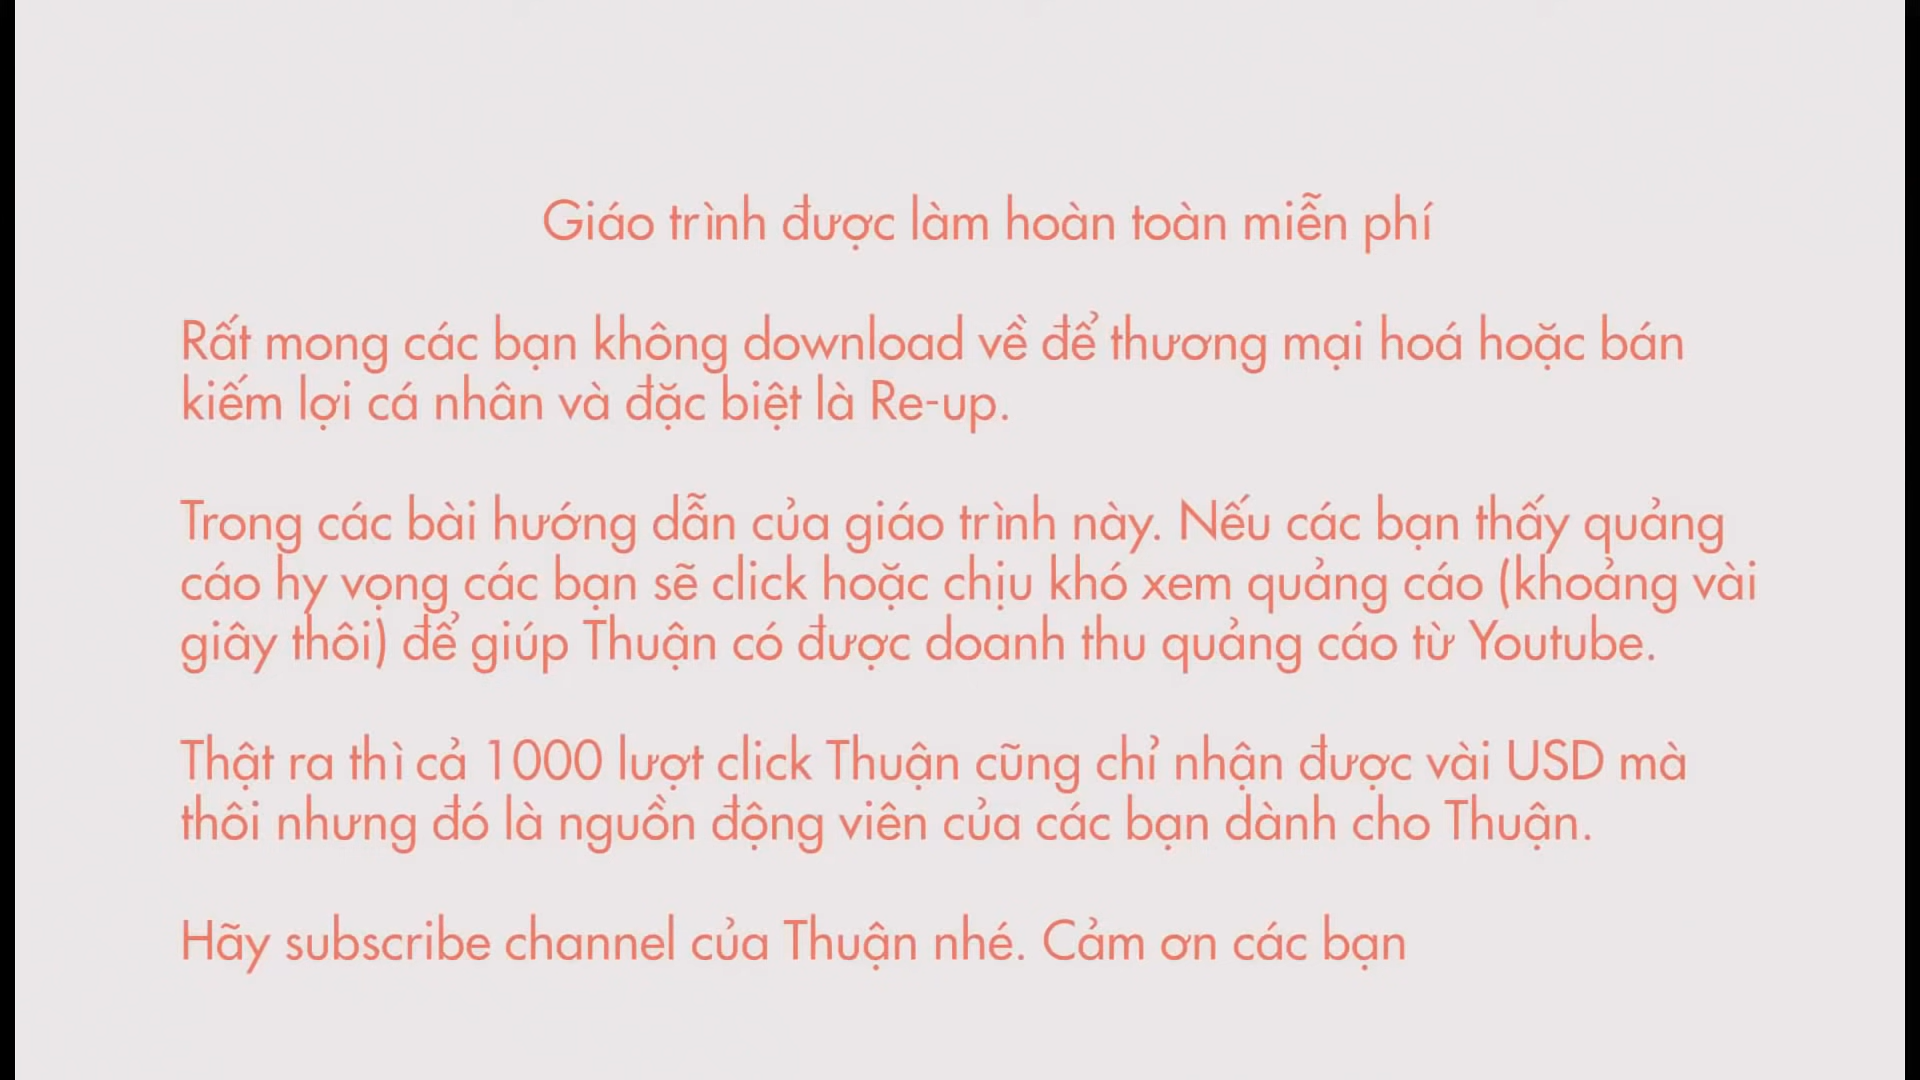 Giáo trình được làm hoàn toàn miễn phí
Rất mong các bạn không download về để thương mại hoá hoặc bán
kiếm lợi cá nhân và đặc biệt là Re-up.
Trong các bài hướng dẫn của giáo trình này. Nếu các bạn thấy quảng
cáo hy vọng các bạn sẽ click hoặc chịu khó xem quảng cáo (khoảng vài
giây thôi) để giúp Thuận có được doanh thu quảng cáo từ Youtube.
Thật ra thì cả 1000 lượt click Thuận cũng chỉ nhận được vài USD mà
thôi nhưng đó là nguồn động viên của các bạn dành cho Thuận.
Hãy subscribe channel của Thuận nhé. Cảm ơn các bạn